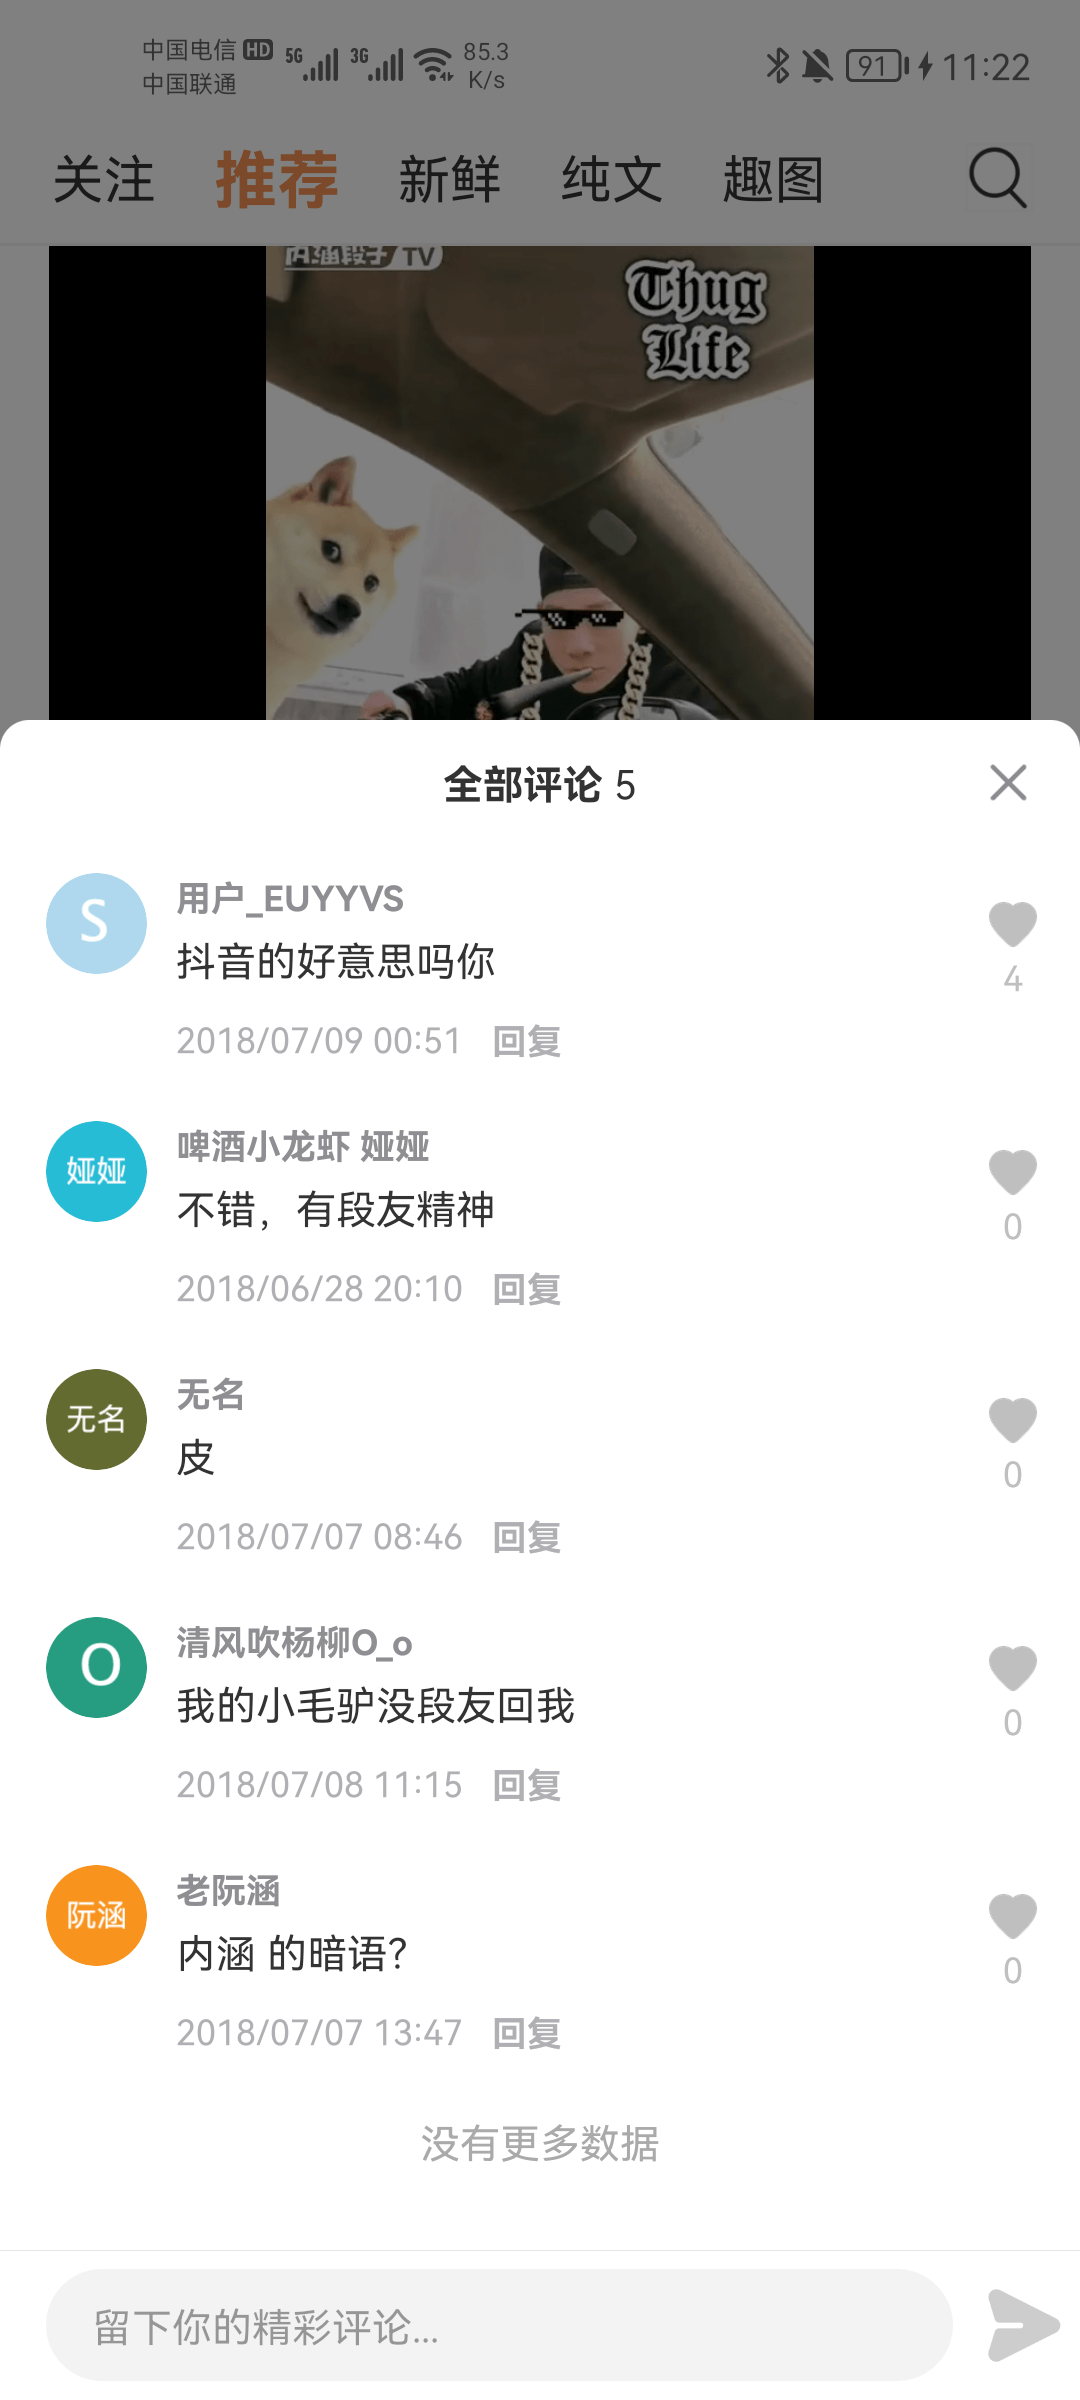 中国电信 HD 5G 3G 85.3 K/s 91 11:22
中国联通
关注 推荐 新鲜 纯文 趣图
内涵段子 TV
Thug
Life
全部评论 5
S
用户_EUYYVS
抖音的好意思吗你
4
2018/07/09 00:51 回复
娅娅
啤酒小龙虾 娅娅
不错，有段友精神
0
2018/06/28 20:10 回复
无名
无名
皮
0
2018/07/07 08:46 回复
O
清风吹杨柳O_o
我的小毛驴没段友回我
0
2018/07/08 11:15 回复
阮涵
老阮涵
内涵 的暗语?
0
2018/07/07 13:47 回复
没有更多数据
留下你的精彩评论...